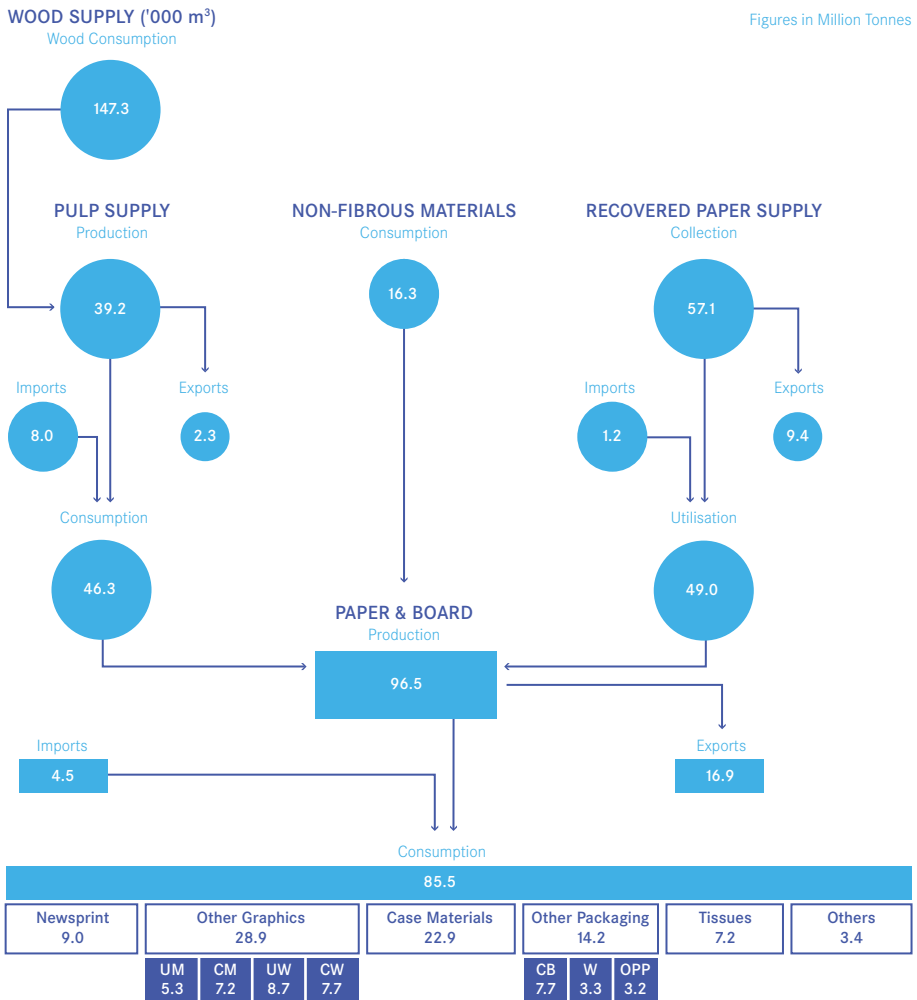 WOOD SUPPLY ('000 m³)
Figures in Million Tonnes
Wood Consumption
147.3
PULP SUPPLY
Production
NON-FIBROUS MATERIALS
Consumption
RECOVERED PAPER SUPPLY
Collection
39.2
16.3
57.1
Imports
Exports
Imports
Exports
8.0
2.3
1.2
9.4
Consumption
Utilisation
46.3
49.0
PAPER & BOARD
Production
96.5
Imports
Exports
4.5
16.9
Consumption
85.5
Newsprint
9.0
Other Graphics
28.9
Case Materials
22.9
Other Packaging
14.2
Tissues
7.2
Others
3.4
UM
5.3
CM
7.2
UW
8.7
CW
7.7
CB
7.7
W
3.3
OPP
3.2